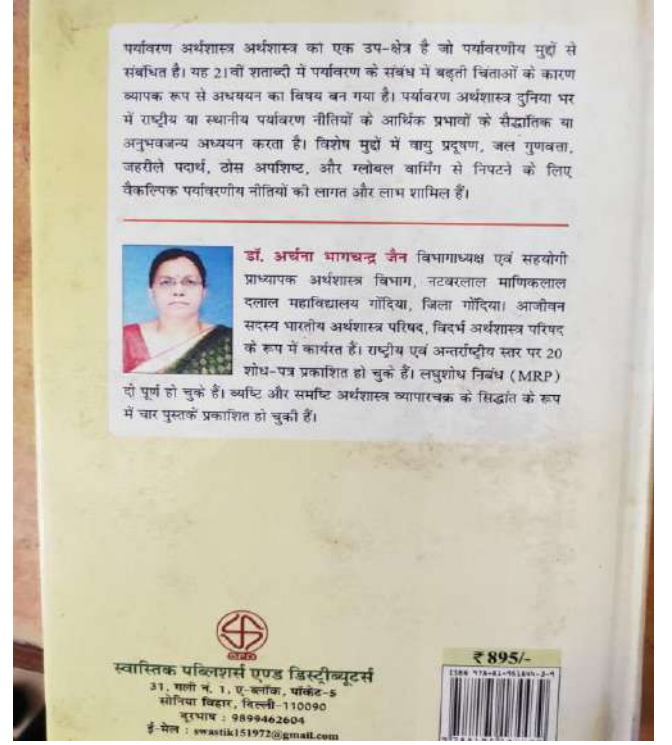 पर्यावरण अर्थशास्त्र अर्थशास्त्र का एक उप-क्षेत्र है जो पर्यावरणीय मुद्दों से
संबंधित है। यह 21वीं शताब्दी में पर्यावरण के संबंध में बढ़ती चिंताओं के कारण
व्यापक रूप से अधययन का विषय बन गया है। पर्यावरण अर्थशास्त्र दुनिया भर
में राष्ट्रीय या स्थानीय पर्यावरण नीतियों के आर्थिक प्रभावों के सैद्धांतिक या
अनुभवजन्य अध्ययन करता है। विशेष मुद्दों में वायु प्रदूषण, जल गुणवत्ता,
जहरीले पदार्थ, ठोस अपशिष्ट, और ग्लोबल वार्मिंग से निपटने के लिए
वैकल्पिक पर्यावरणीय नीतियों की लागत और लाभ शामिल हैं।
डॉ. अर्चना भागचन्द्र जैन विभागाध्यक्ष एवं सहयोगी
प्राध्यापक अर्थशास्त्र विभाग, नटवरलाल माणिकलाल
दलाल महाविद्यालय गोंदिया, जिला गोंदिया। आजीवन
सदस्य भारतीय अर्थशास्त्र परिषद, विदर्भ अर्थशास्त्र परिषद
के रूप में कार्यरत हैं। राष्ट्रीय एवं अन्तर्राष्ट्रीय स्तर पर 20
शोध-पत्र प्रकाशित हो चुके हैं। लघुशोध निबंध (MRP)
दो पूर्ण हो चुके हैं। व्यष्टि और समष्टि अर्थशास्त्र व्यापारचक्र के सिद्धांत के रूप
में चार पुस्तकें प्रकाशित हो चुकी हैं।
SPD
स्वास्तिक पब्लिशर्स एण्ड डिस्ट्रीब्यूटर्स
31, गली नं. 1, ए-ब्लॉक, पॉकेट-5
सोनिया विहार, दिल्ली-110090
दूरभाष : 9899462604
ई-मेल : swastik151972@gmail.com
₹ 895/-
ISBN